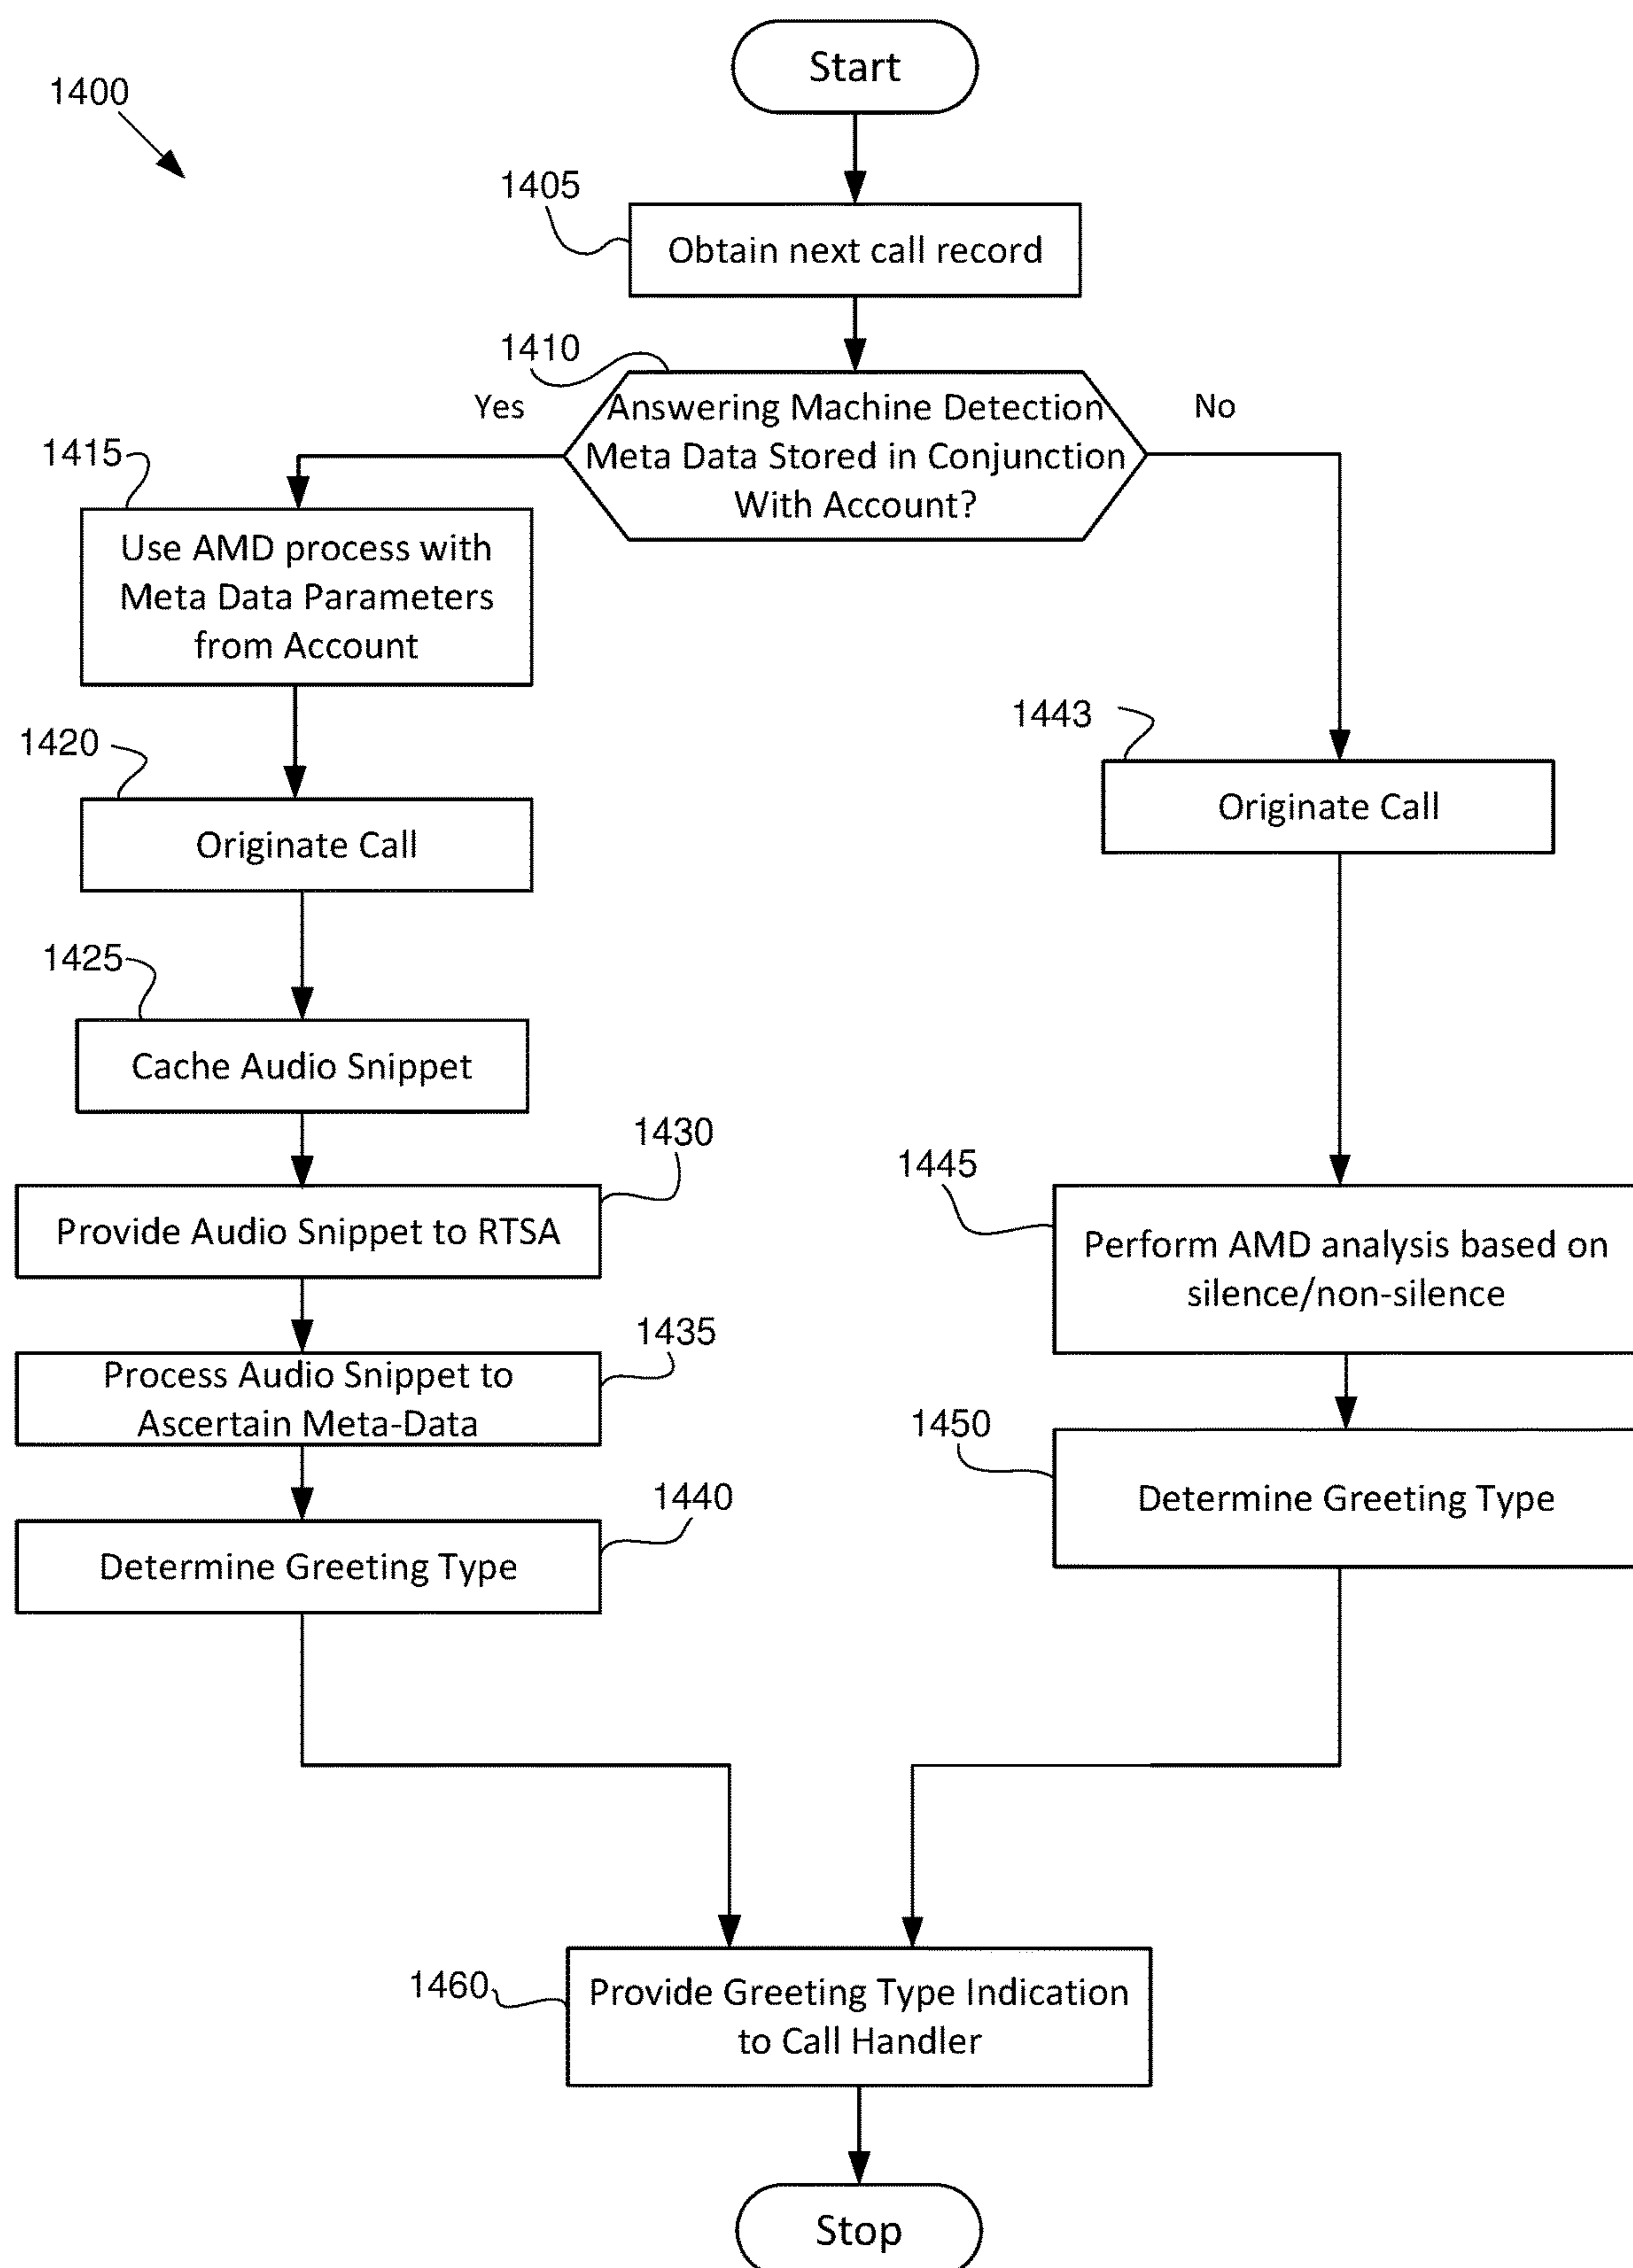 Start
1400
1405
Obtain next call record
1410
Yes
Answering Machine Detection
Meta Data Stored in Conjunction
With Account?
No
1415
Use AMD process with
Meta Data Parameters
from Account
1420
Originate Call
1443
Originate Call
1425
Cache Audio Snippet
1430
Provide Audio Snippet to RTSA
1445
Perform AMD analysis based on
silence/non-silence
1435
Process Audio Snippet to
Ascertain Meta-Data
1450
Determine Greeting Type
1440
Determine Greeting Type
1460
Provide Greeting Type Indication
to Call Handler
Stop